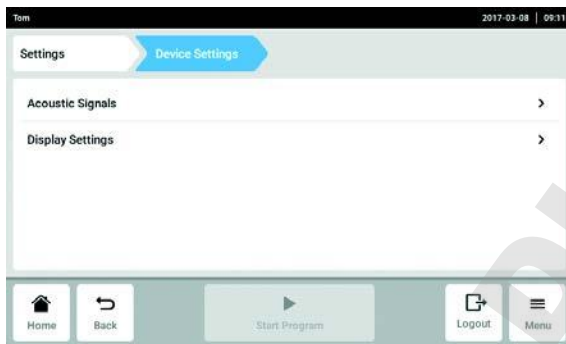 Tom 2017-03-08 | 09:11
Settings Device Settings
Acoustic Signals
Display Settings
Home Back Start Program Logout Menu